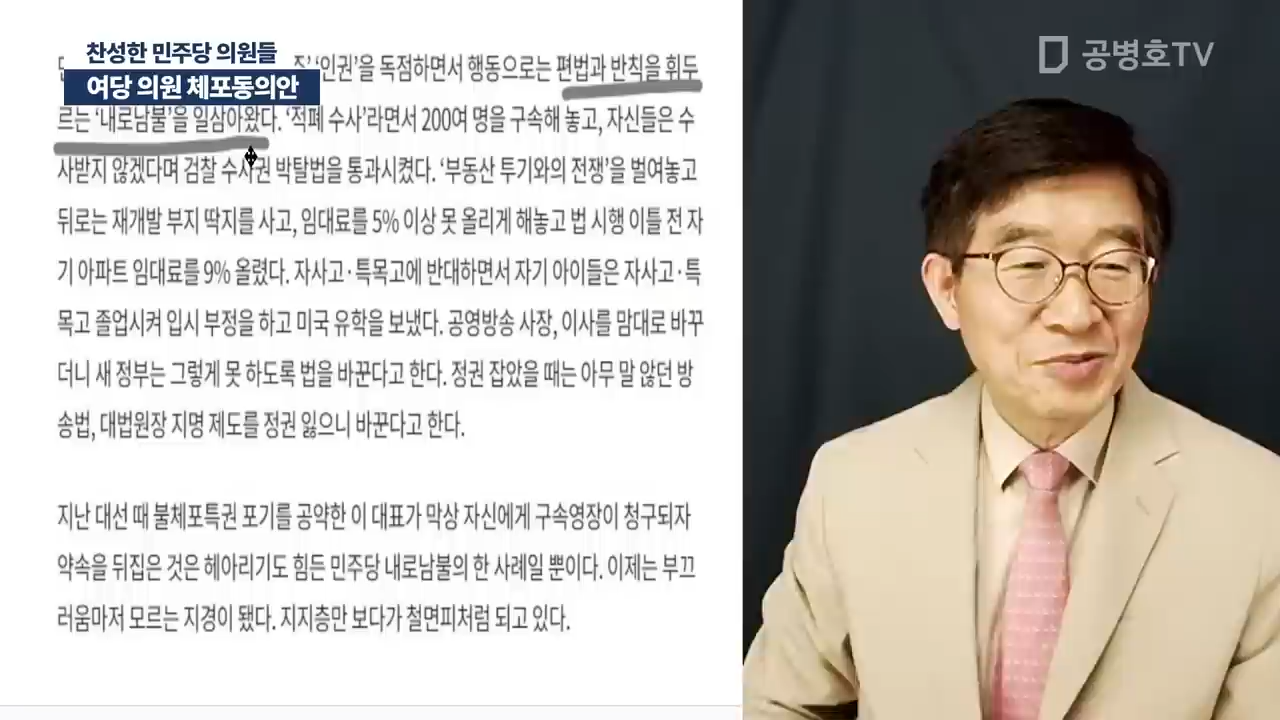 찬성한 민주당 의원들
여당 의원 체포동의안
공병호TV
‘인권’을 독점하면서 행동으로는 편법과 반칙을 휘두
르는 ‘내로남불’을 일삼아왔다. ‘적폐 수사’라면서 200여 명을 구속해 놓고, 자신들은 수
사받지 않겠다며 검찰 수사권 박탈법을 통과시켰다. ‘부동산 투기와의 전쟁’을 벌여놓고
뒤로는 재개발 부지 딱지를 사고, 임대료를 5% 이상 못 올리게 해놓고 법 시행 이틀 전 자
기 아파트 임대료를 9% 올렸다. 자사고·특목고에 반대하면서 자기 아이들은 자사고·특
목고 졸업시켜 입시 부정을 하고 미국 유학을 보냈다. 공영방송 사장, 이사를 맘대로 바꾸
더니 새 정부는 그렇게 못 하도록 법을 바꾼다고 한다. 정권 잡았을 때는 아무 말 않던 방
송법, 대법원장 지명 제도를 정권 잃으니 바꾼다고 한다.
지난 대선 때 불체포특권 포기를 공약한 이 대표가 막상 자신에게 구속영장이 청구되자
약속을 뒤집은 것은 헤아리기도 힘든 민주당 내로남불의 한 사례일 뿐이다. 이제는 부끄
러움마저 모르는 지경이 됐다. 지지층만 보다가 철면피처럼 되고 있다.